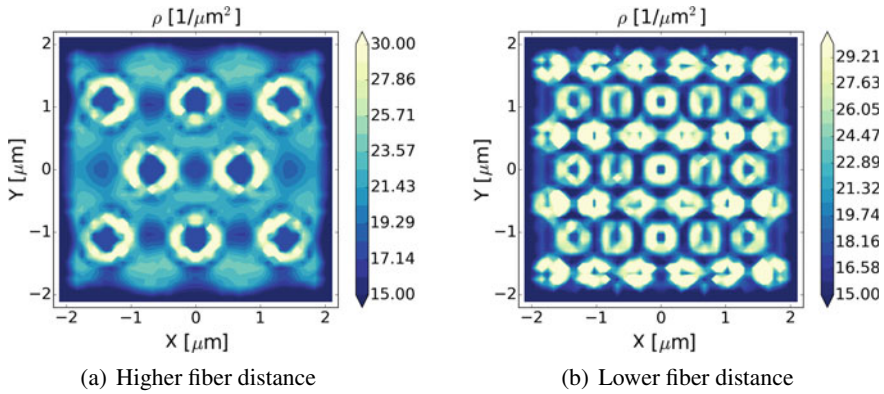 ρ [1/μm²]
30.00
27.86
25.71
23.57
21.43
19.29
17.14
15.00
2
1
0
−1
−2
Y [μm]
−2 −1 0 1 2
X [μm]
(a) Higher fiber distance
ρ [1/μm²]
29.21
27.63
26.05
24.47
22.89
21.32
19.74
18.16
16.58
15.00
2
1
0
−1
−2
Y [μm]
−2 −1 0 1 2
X [μm]
(b) Lower fiber distance